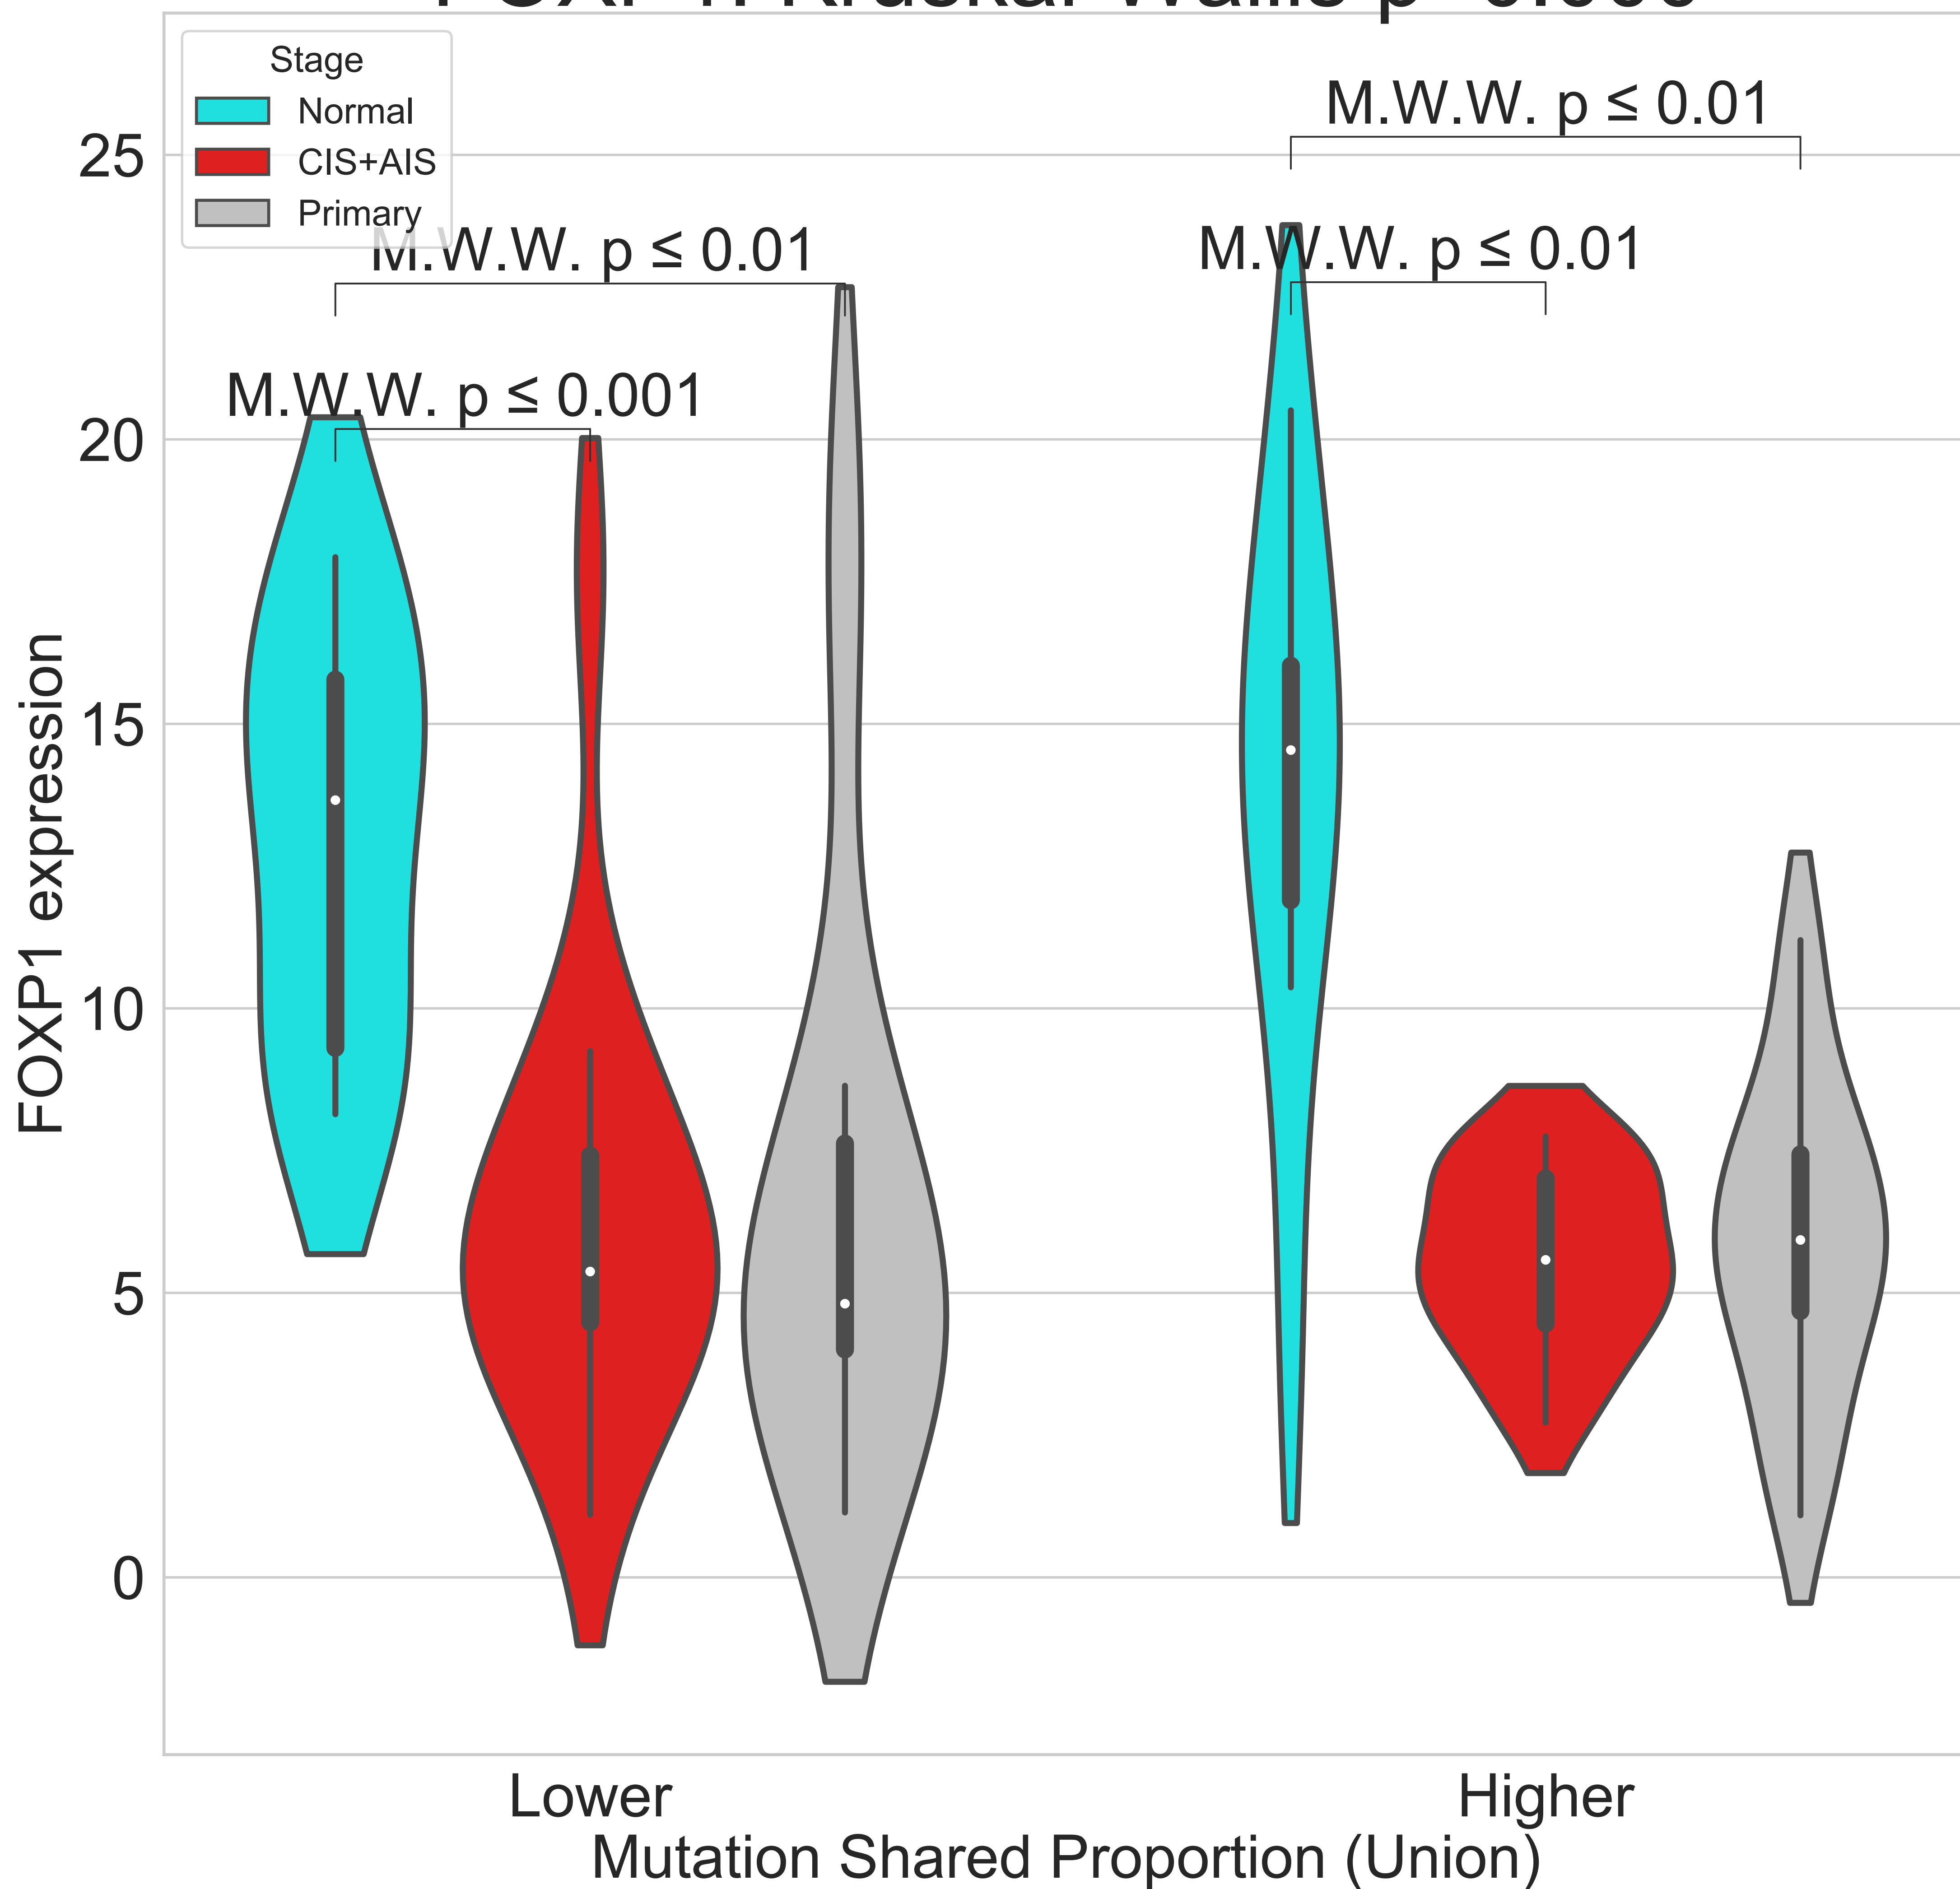 Stage
Normal
CIS+AIS
Primary
M.W.W. p ≤ 0.01
M.W.W. p ≤ 0.01
M.W.W. p ≤ 0.01
M.W.W. p ≤ 0.001
25
20
15
10
5
0
FOXP1 expression
Lower
Higher
Mutation Shared Proportion (Union)